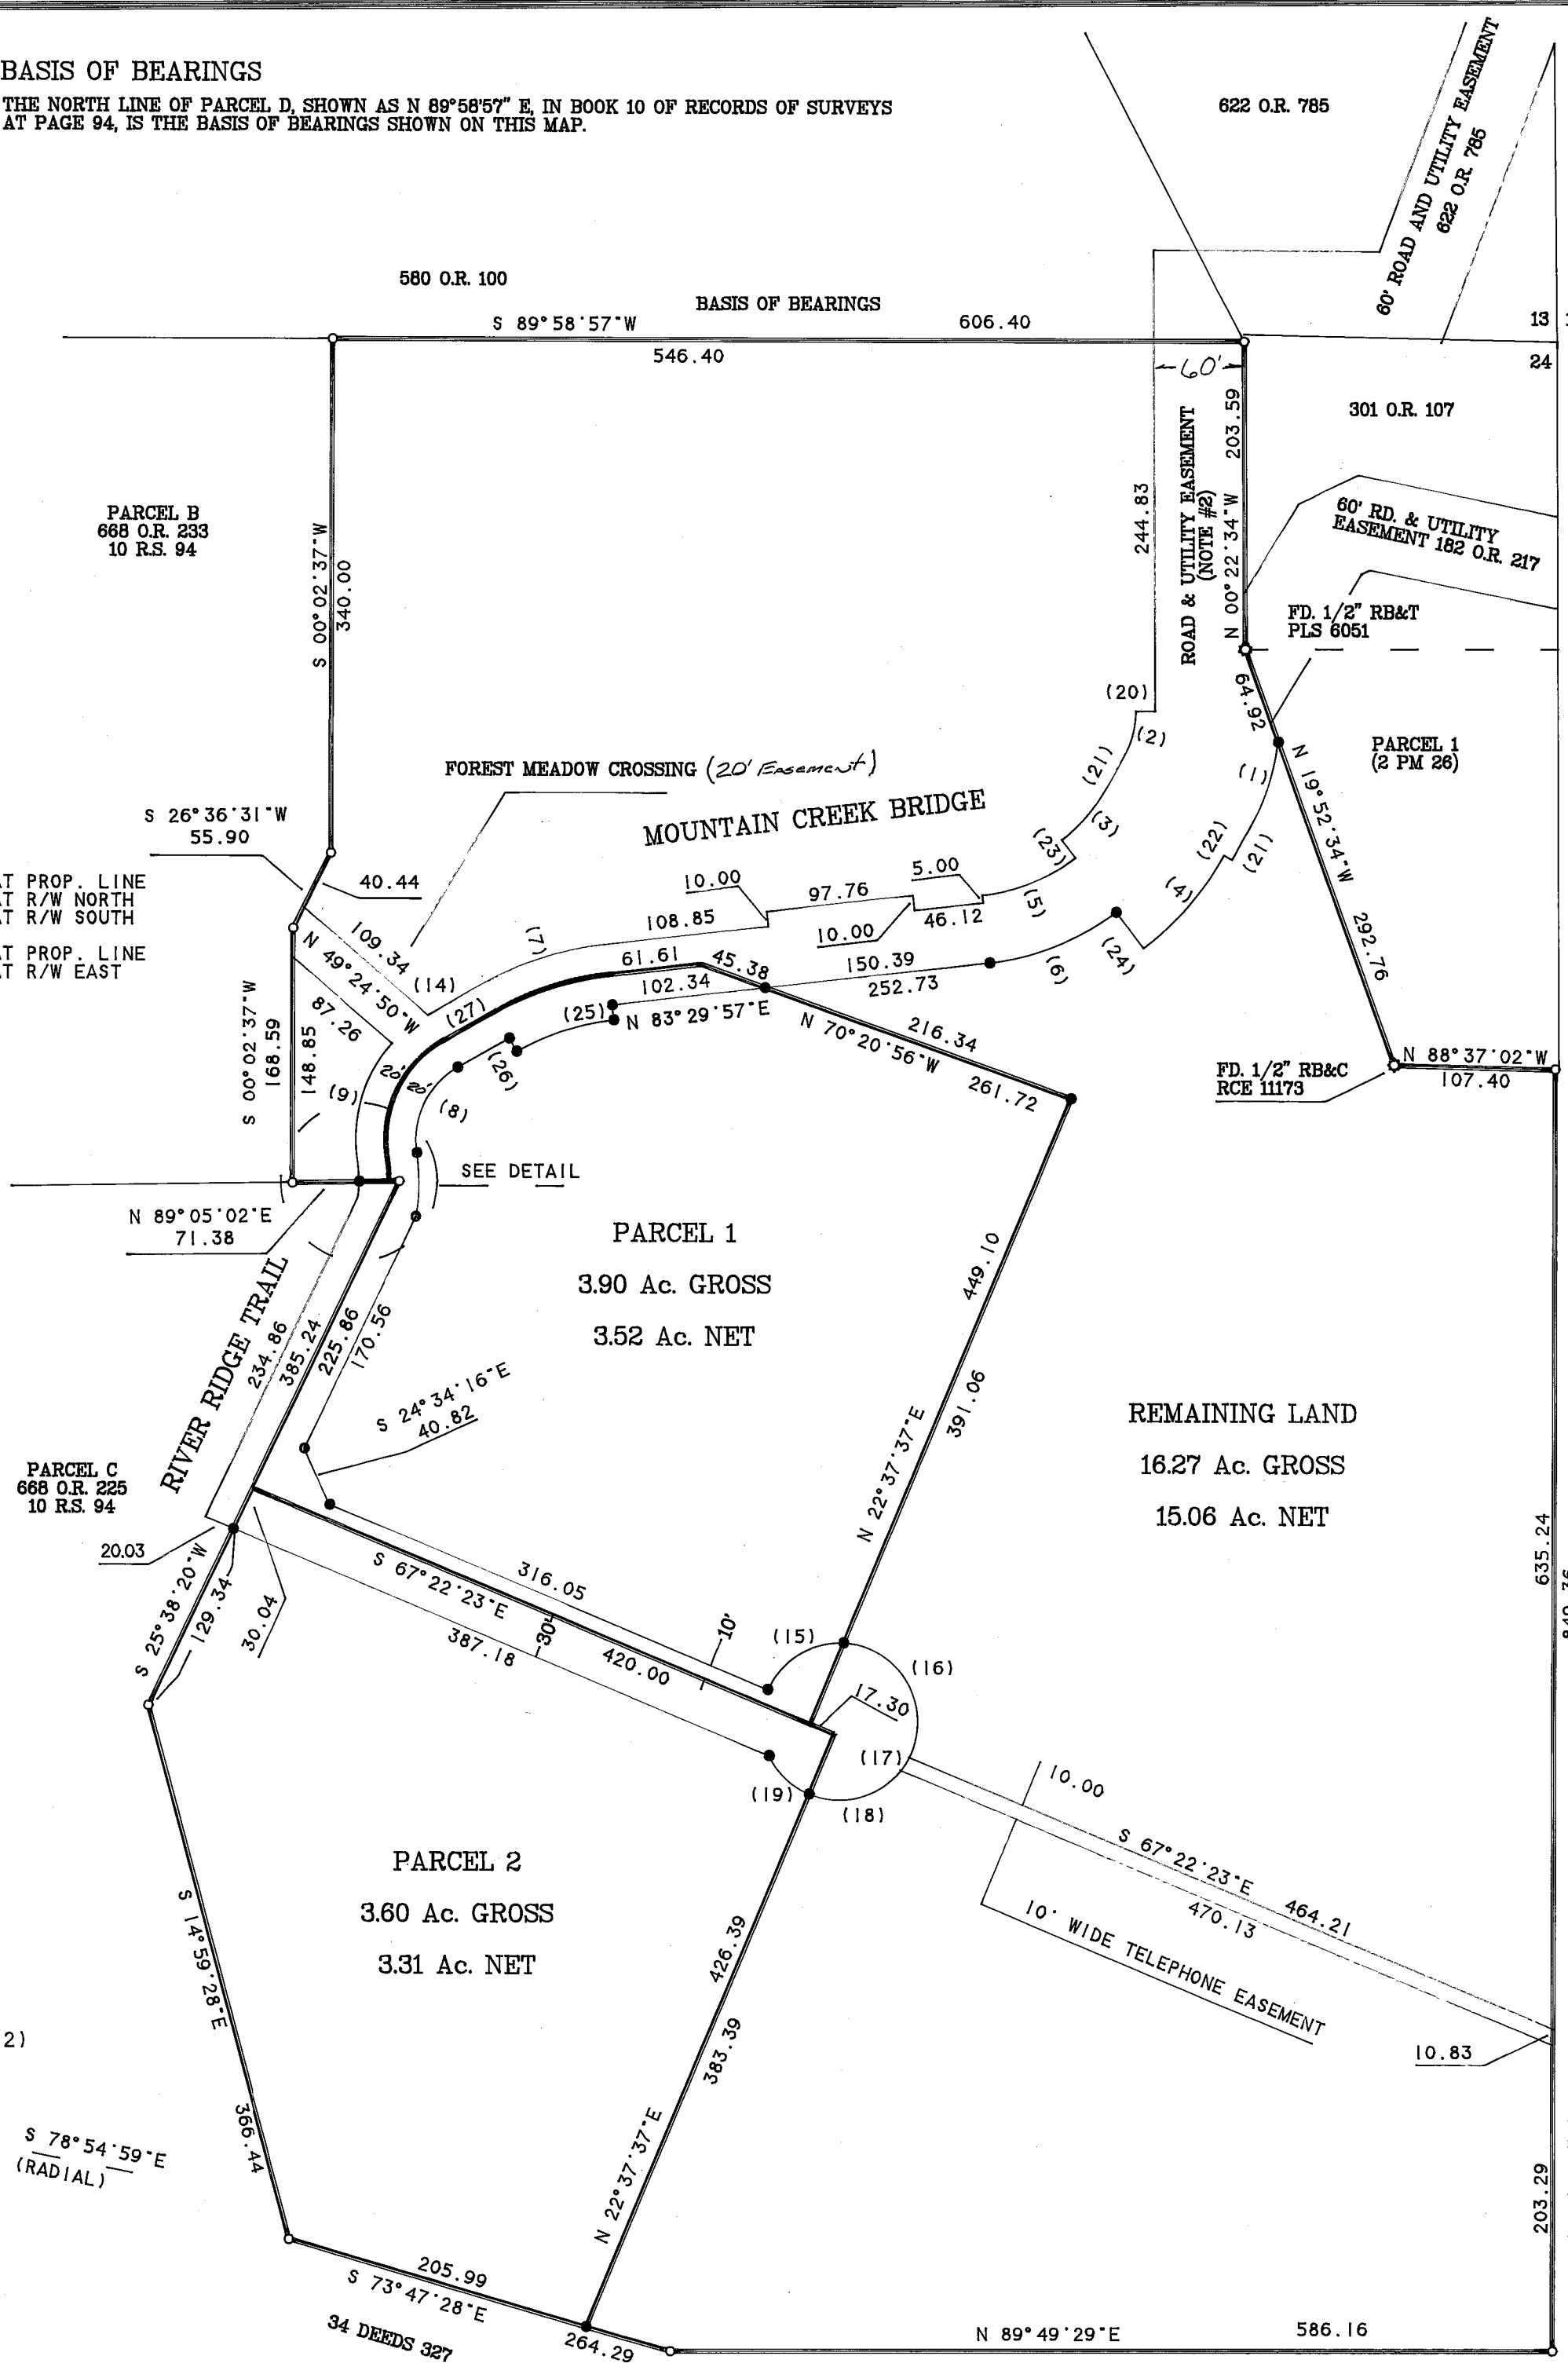 BASIS OF BEARINGS
THE NORTH LINE OF PARCEL D, SHOWN AS N 89°58'57" E, IN BOOK 10 OF RECORDS OF SURVEYS
AT PAGE 94, IS THE BASIS OF BEARINGS SHOWN ON THIS MAP.
622 O.R. 785
60' ROAD AND UTILITY EASEMENT
622 O.R. 785
580 O.R. 100
BASIS OF BEARINGS
S 89°58'57"W
606.40
546.40
13
24
60'
301 O.R. 107
203.59
N 00°22'34"W
ROAD & UTILITY EASEMENT
(NOTE #2)
244.83
60' RD. & UTILITY
EASEMENT 182 O.R. 217
PARCEL B
668 O.R. 233
10 R.S. 94
S 00°02'37"W
340.00
FD. 1/2" RB&T
PLS 6051
64.92
(20)
(2)
(21)
(1)
PARCEL 1
(2 PM 26)
N 19°52'34"W
292.76
FOREST MEADOW CROSSING (20' Easement)
MOUNTAIN CREEK BRIDGE
(3)
(23)
(22)
(21)
(4)
(24)
S 26°36'31"W
55.90
40.44
AT PROP. LINE
AT R/W NORTH
AT R/W SOUTH
AT PROP. LINE
AT R/W EAST
10.00
97.76
5.00
108.85
10.00
46.12
(5)
(6)
109.34
(7)
(14)
N 49°24'50"W
87.26
61.61
45.38
150.39
252.73
102.34
(27)
(25)
N 83°29'57"E
N 70°20'56"W
216.34
261.72
(26)
S 00°02'37"W
168.59
148.85
20'
20'
(9)
(8)
FD. 1/2" RB&C
RCE 11173
N 88°37'02"W
107.40
SEE DETAIL
N 89°05'02"E
71.38
PARCEL 1
3.90 Ac. GROSS
3.52 Ac. NET
RIVER RIDGE TRAIL
234.86
385.24
225.86
170.56
S 24°34'16"E
40.82
449.10
391.06
N 22°37'37"E
REMAINING LAND
16.27 Ac. GROSS
15.06 Ac. NET
PARCEL C
668 O.R. 225
10 R.S. 94
20.03
S 25°38'20"W
129.34
30.04
S 67°22'23"E
316.05
387.18
30'
420.00
10'
(15)
(16)
17.30
(17)
(19)
(18)
635.24
10.00
S 67°22'23"E
464.21
470.13
10' WIDE TELEPHONE EASEMENT
10.83
PARCEL 2
3.60 Ac. GROSS
3.31 Ac. NET
S 14°59'28"E
366.44
426.39
383.39
N 22°37'37"E
2)
S 78°54'59"E
(RADIAL)
203.29
205.99
S 73°47'28"E
34 DEEDS 327
264.29
N 89°49'29"E
586.16